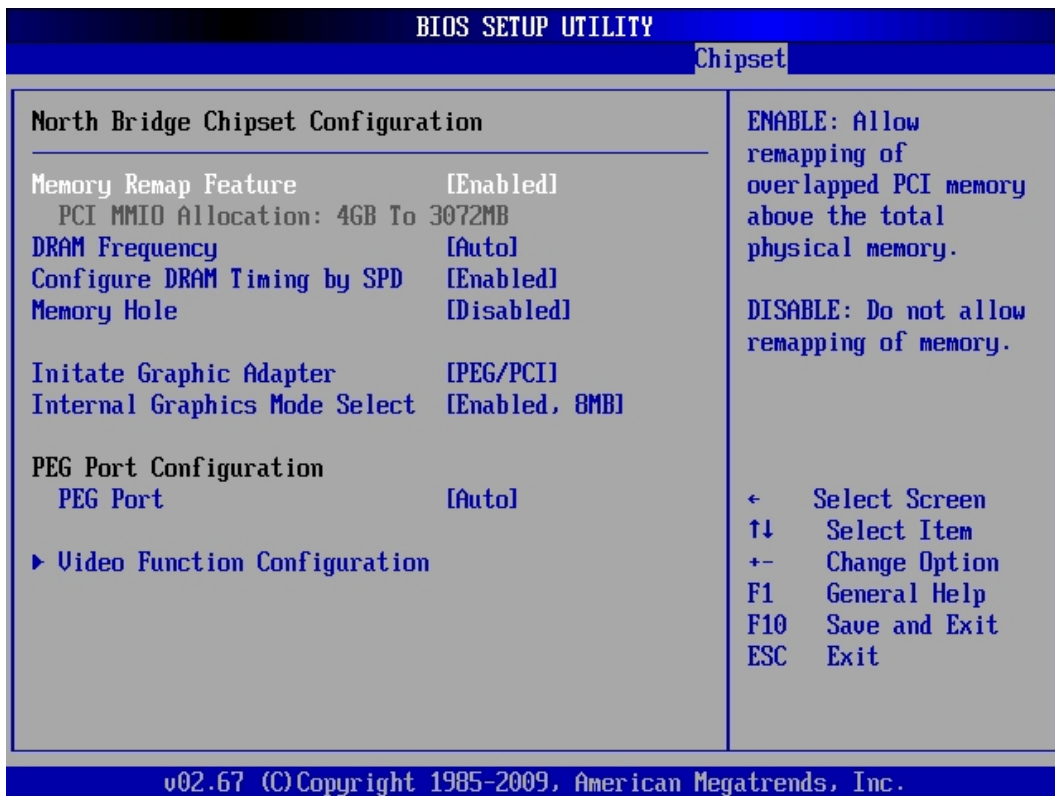 BIOS SETUP UTILITY
Chipset
North Bridge Chipset Configuration
Memory Remap Feature [Enabled]
PCI MMIO Allocation: 4GB To 3072MB
DRAM Frequency [Auto]
Configure DRAM Timing by SPD [Enabled]
Memory Hole [Disabled]
Initate Graphic Adapter [PEG/PCI]
Internal Graphics Mode Select [Enabled, 8MB]
PEG Port Configuration
PEG Port [Auto]
▶ Video Function Configuration
ENABLE: Allow
remapping of
overlapped PCI memory
above the total
physical memory.
DISABLE: Do not allow
remapping of memory.
← Select Screen
↑↓ Select Item
+- Change Option
F1 General Help
F10 Save and Exit
ESC Exit
v02.67 (C)Copyright 1985-2009, American Megatrends, Inc.